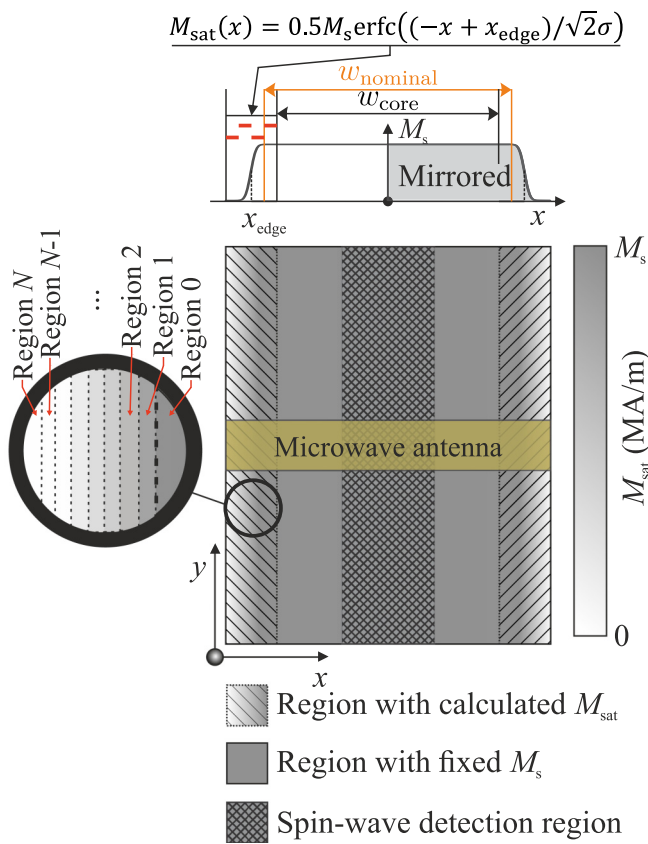 M_sat(x) = 0.5M_s erfc((-x + x_edge)/√2σ)
w_nominal
w_core
M_s
Mirrored
x_edge
x
Region N
Region N-1
...
Region 2
Region 1
Region 0
M_s
M_sat (MA/m)
0
Microwave antenna
y
x
Region with calculated M_sat
Region with fixed M_s
Spin-wave detection region